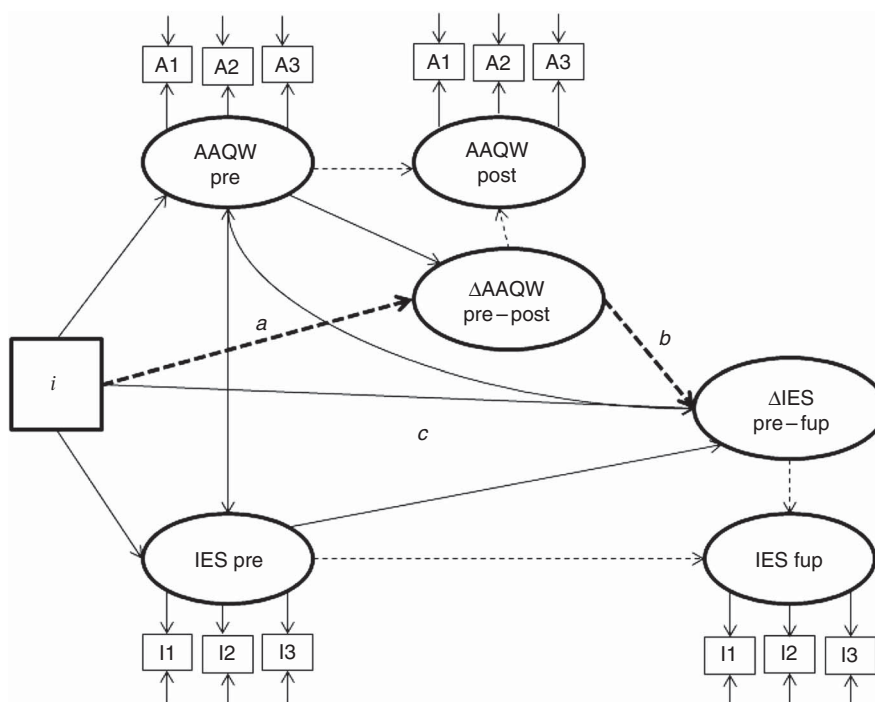 A1 A2 A3
A1 A2 A3
AAQW
pre
AAQW
post
ΔAAQW
pre–post
a
b
i
ΔIES
pre–fup
c
IES pre
IES fup
I1 I2 I3
I1 I2 I3